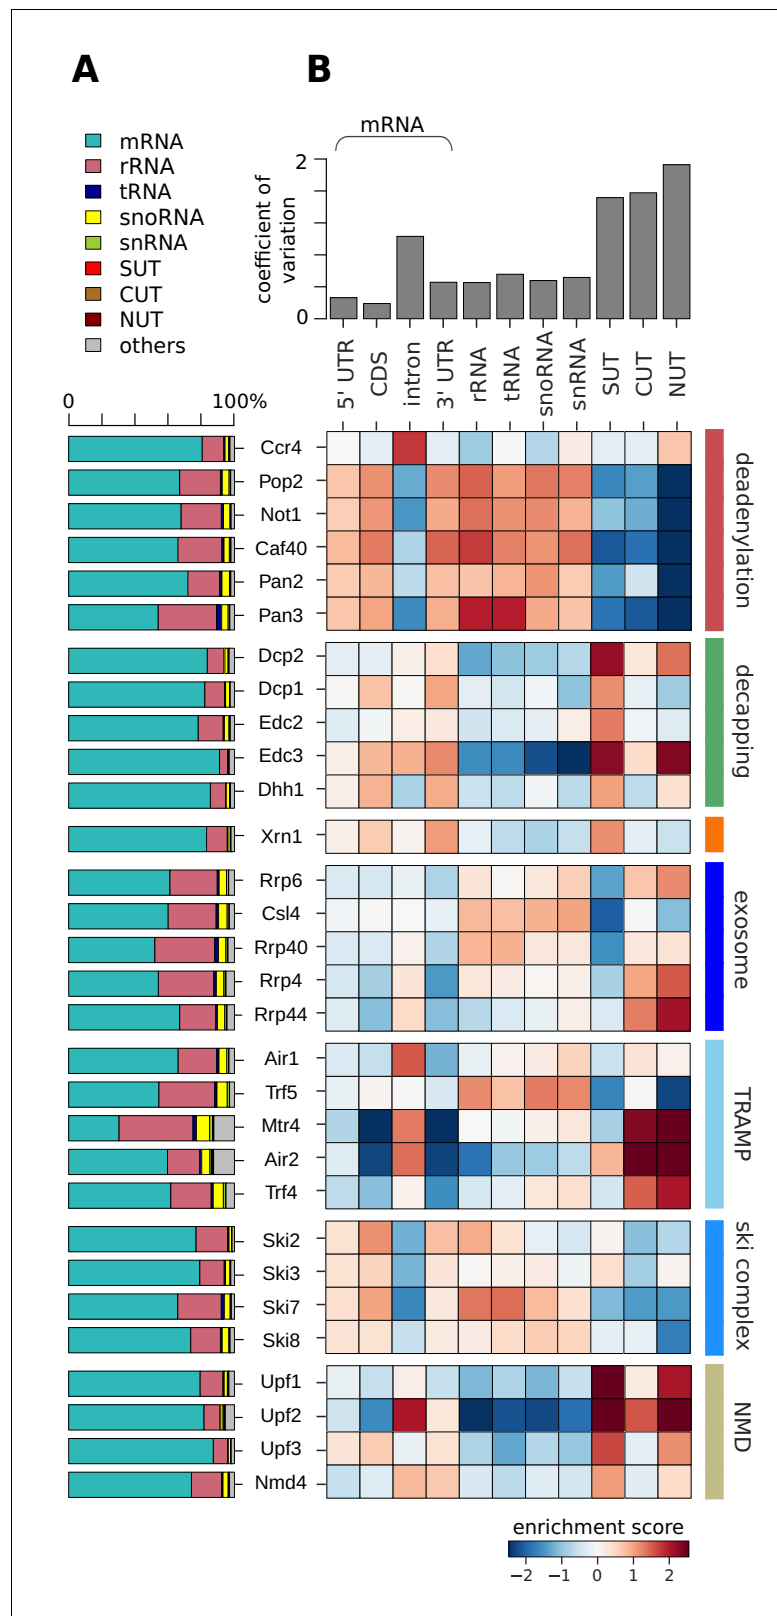 A
B
mRNA
rRNA
tRNA
snoRNA
snRNA
SUT
CUT
NUT
others
mRNA
coefficient of
variation
2
0
5' UTR
CDS
intron
3' UTR
rRNA
tRNA
snoRNA
snRNA
SUT
CUT
NUT
0 100%
Ccr4
Pop2
Not1
Caf40
Pan2
Pan3
deadenylation
Dcp2
Dcp1
Edc2
Edc3
Dhh1
decapping
Xrn1
Rrp6
Csl4
Rrp40
Rrp4
Rrp44
exosome
Air1
Trf5
Mtr4
Air2
Trf4
TRAMP
Ski2
Ski3
Ski7
Ski8
ski complex
Upf1
Upf2
Upf3
Nmd4
NMD
enrichment score
−2 −1 0 1 2